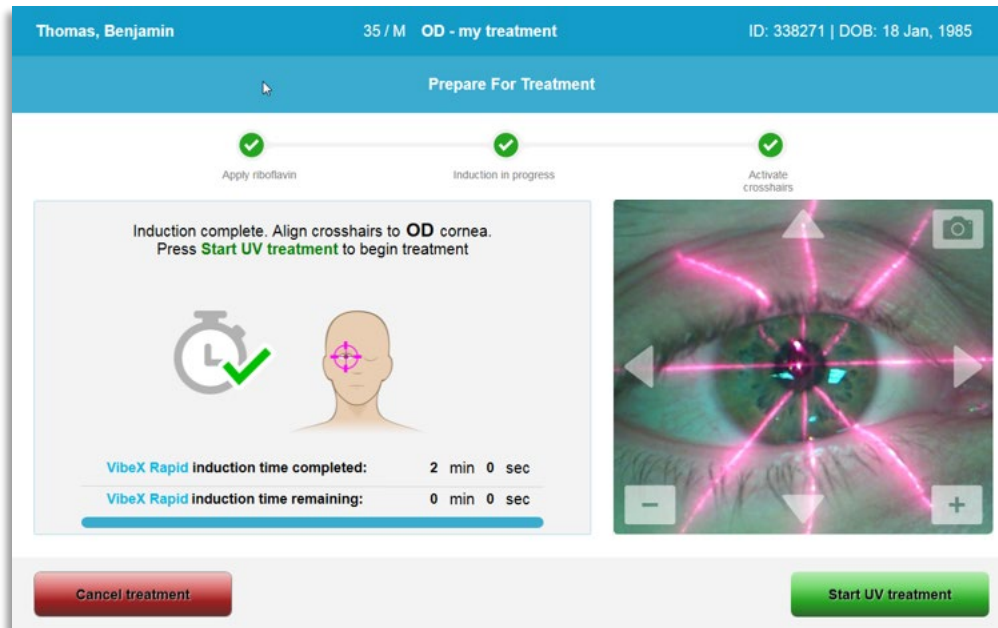 Thomas, Benjamin 35 / M OD - my treatment ID: 338271 | DOB: 18 Jan, 1985
Prepare For Treatment
Apply riboflavin Induction in progress Activate
crosshairs
Induction complete. Align crosshairs to OD cornea.
Press Start UV treatment to begin treatment
VibeX Rapid induction time completed: 2 min 0 sec
VibeX Rapid induction time remaining: 0 min 0 sec
Cancel treatment Start UV treatment